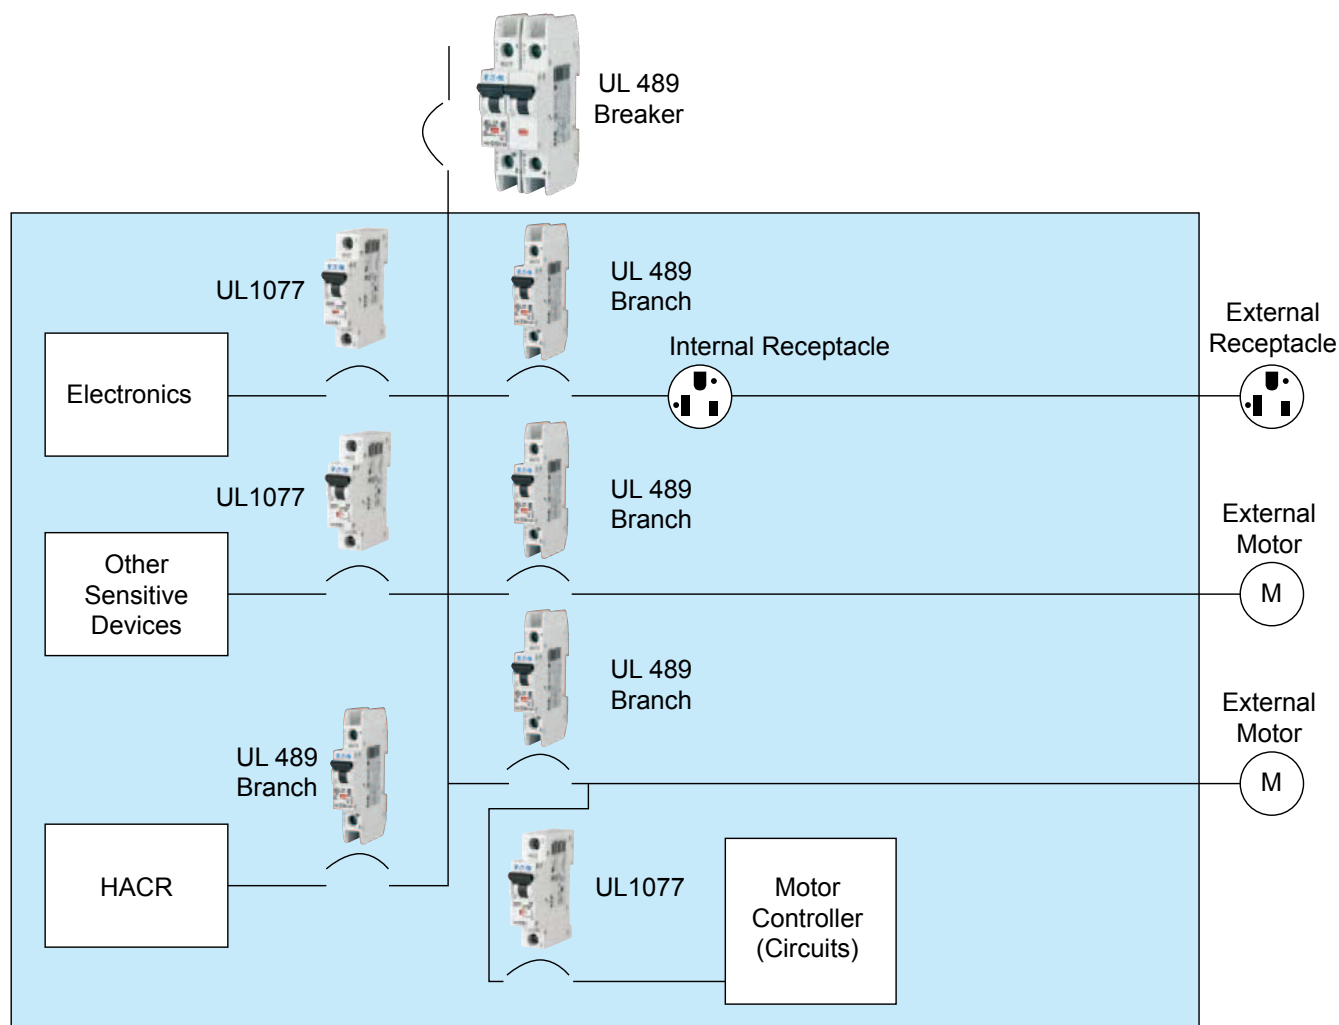 UL 489
Breaker
UL1077
UL 489
Branch
Internal Receptacle
External
Receptacle
Electronics
UL1077
UL 489
Branch
External
Motor
M
Other
Sensitive
Devices
UL 489
Branch
External
Motor
M
UL 489
Branch
HACR
UL1077
Motor
Controller
(Circuits)